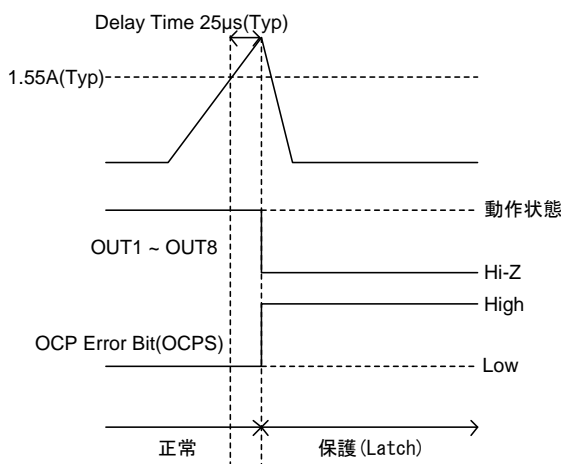 Delay Time 25μs(Typ)
1.55A(Typ)
動作状態
OUT1 ~ OUT8
Hi-Z
High
OCP Error Bit(OCPS)
Low
正常
保護(Latch)